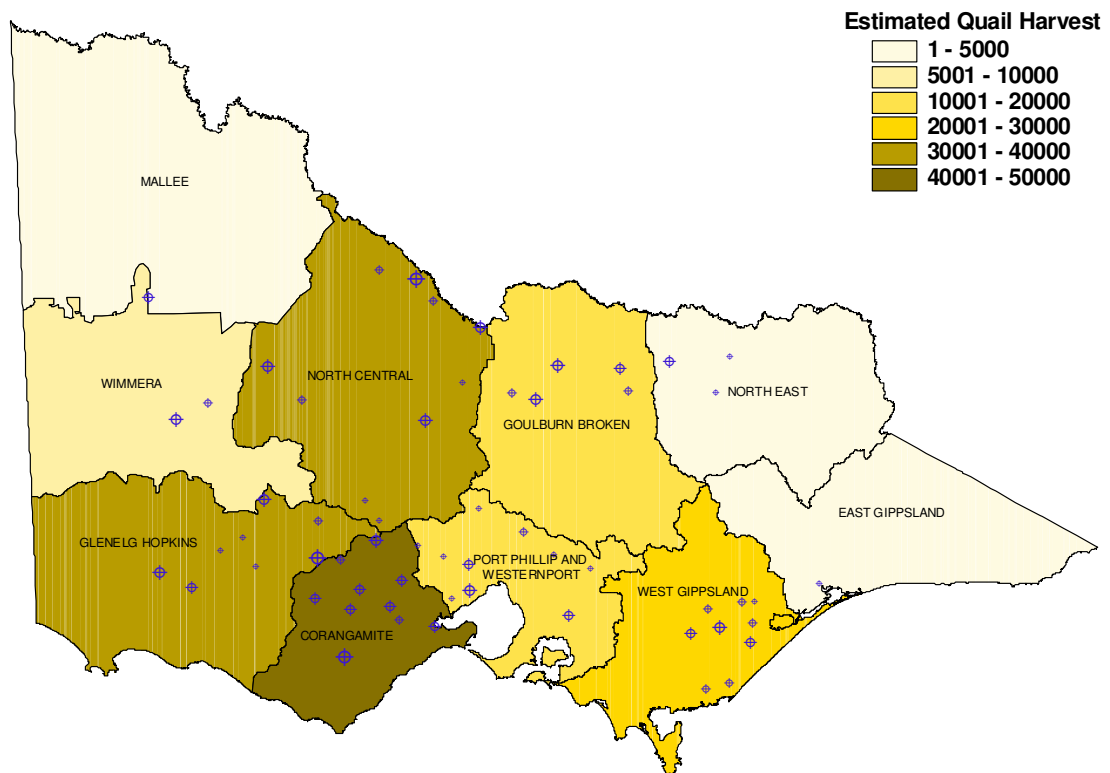 Estimated Quail Harvest
1 - 5000
5001 - 10000
10001 - 20000
20001 - 30000
30001 - 40000
40001 - 50000
MALLEE
WIMMERA
NORTH CENTRAL
GOULBURN BROKEN
NORTH EAST
EAST GIPPSLAND
GLENELG HOPKINS
PORT PHILLIP AND
WESTERNPORT
WEST GIPPSLAND
CORANGAMITE